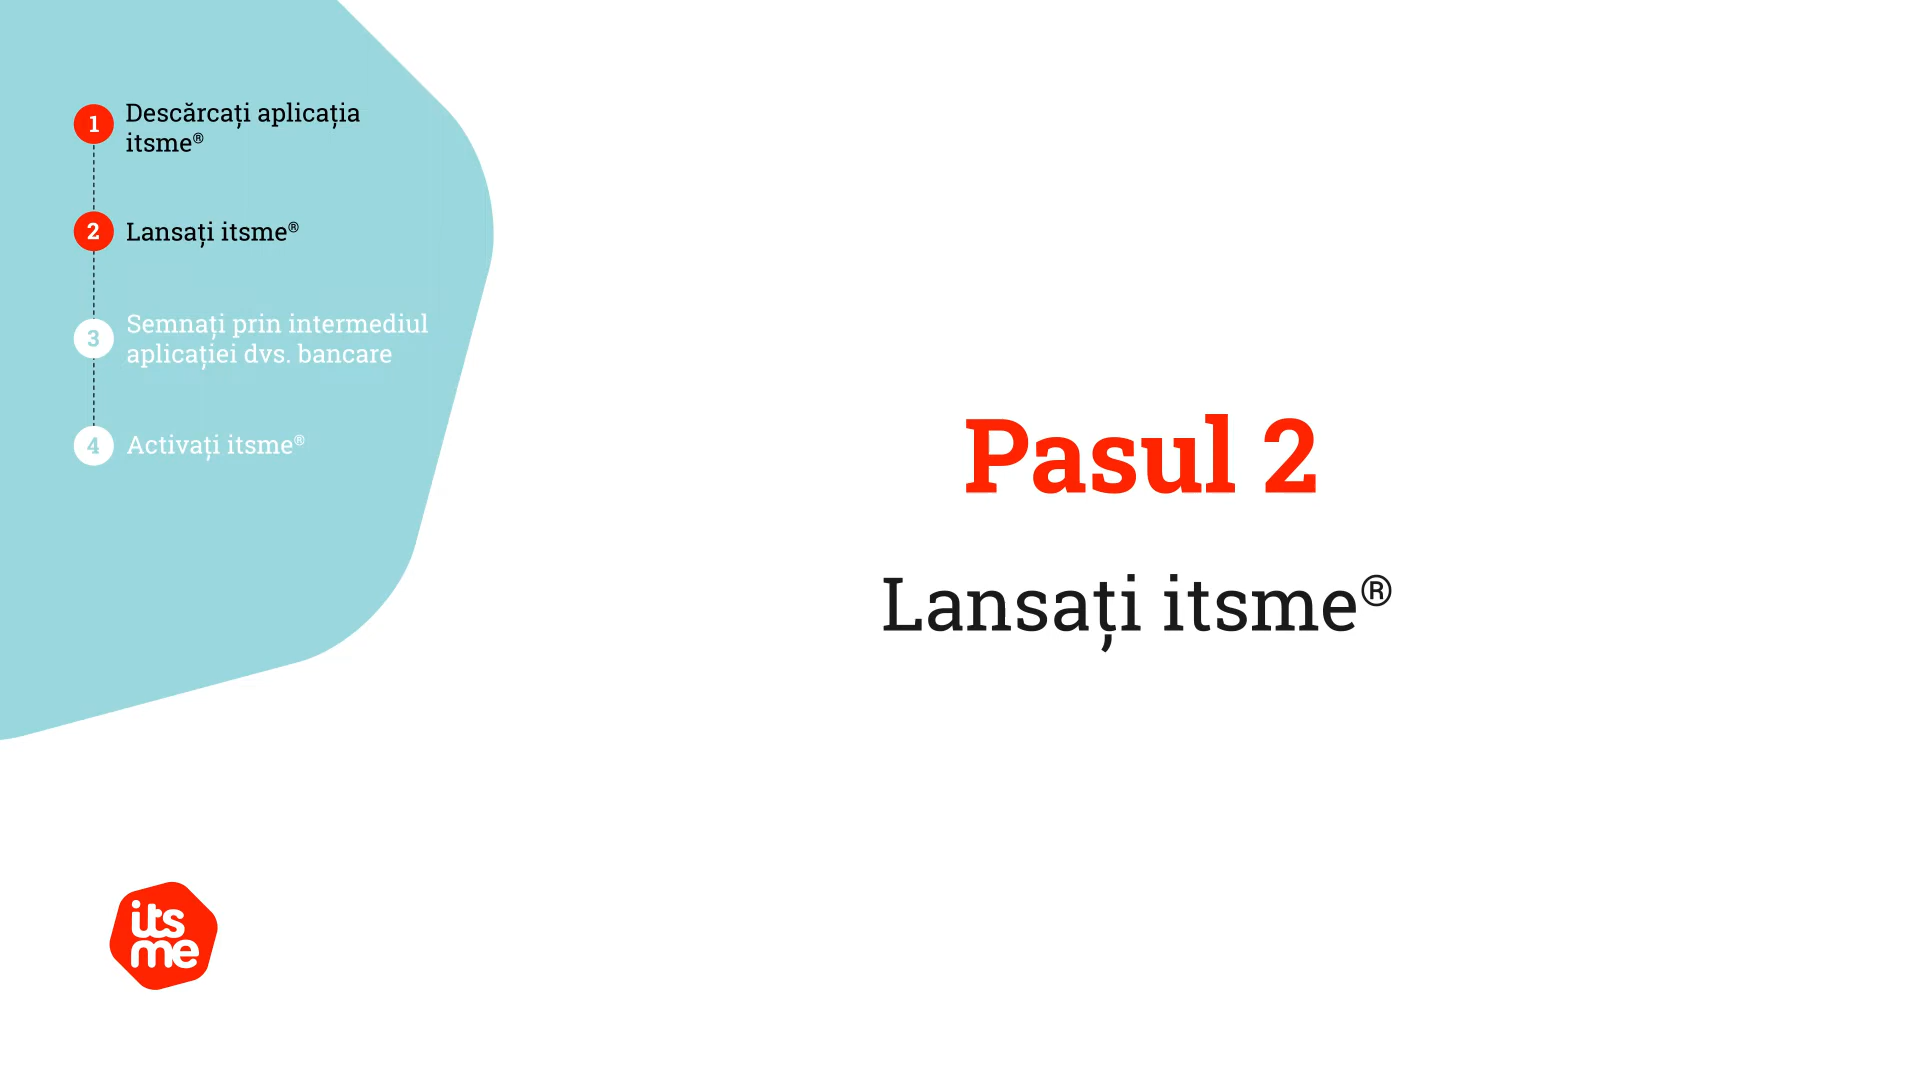 1 Descărcați aplicația
itsme®
2 Lansați itsme®
3 Semnați prin intermediul
aplicației dvs. bancare
4 Activați itsme®
Pasul 2
Lansați itsme®
its
me